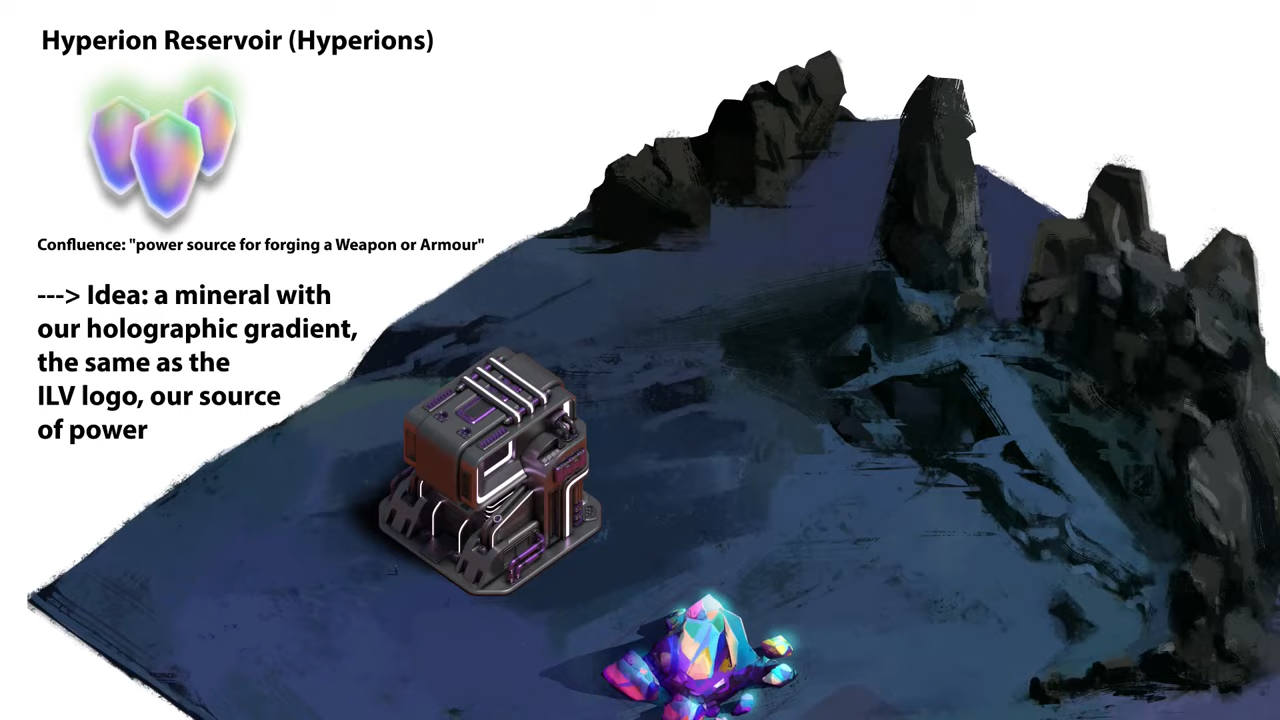 Hyperion Reservoir (Hyperions)
Confluence: "power source for forging a Weapon or Armour"
---> Idea: a mineral with
our holographic gradient,
the same as the
ILV logo, our source
of power